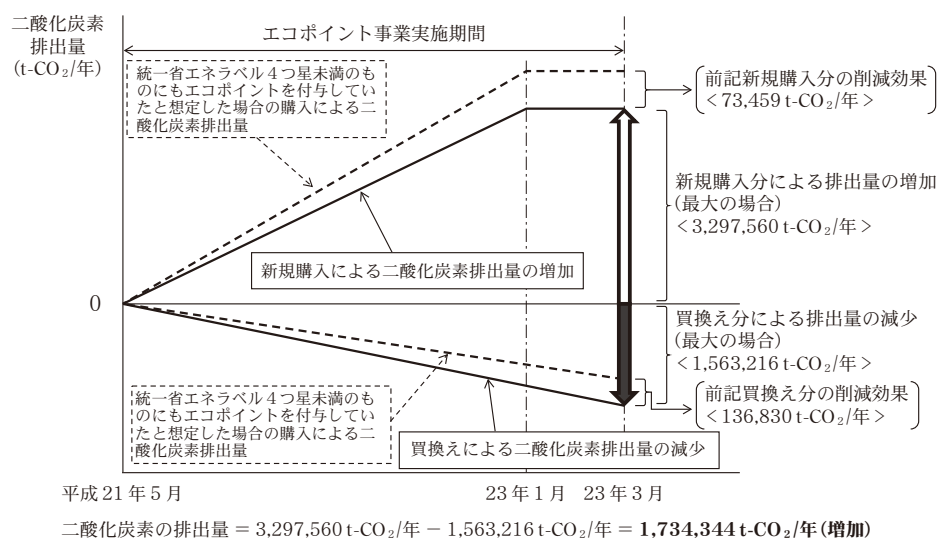 二酸化炭素
排出量
(t-CO₂/年)
エコポイント事業実施期間
統一省エネラベル４つ星未満のも
のにもエコポイントを付与してい
たと想定した場合の購入による二
酸化炭素排出量
前記新規購入分の削減効果
＜73,459 t-CO₂/年＞
新規購入分による排出量の増加
(最大の場合)
＜3,297,560 t-CO₂/年＞
新規購入による二酸化炭素排出量の増加
0
買換え分による排出量の減少
(最大の場合)
＜1,563,216 t-CO₂/年＞
前記買換え分の削減効果
＜136,830 t-CO₂/年＞
統一省エネラベル４つ星未満のも
のにもエコポイントを付与してい
たと想定した場合の購入による二
酸化炭素排出量
買換えによる二酸化炭素排出量の減少
平成21年５月 23年１月 23年３月
二酸化炭素の排出量 = 3,297,560 t-CO₂/年 − 1,563,216 t-CO₂/年 = 1,734,344 t-CO₂/年(増加)